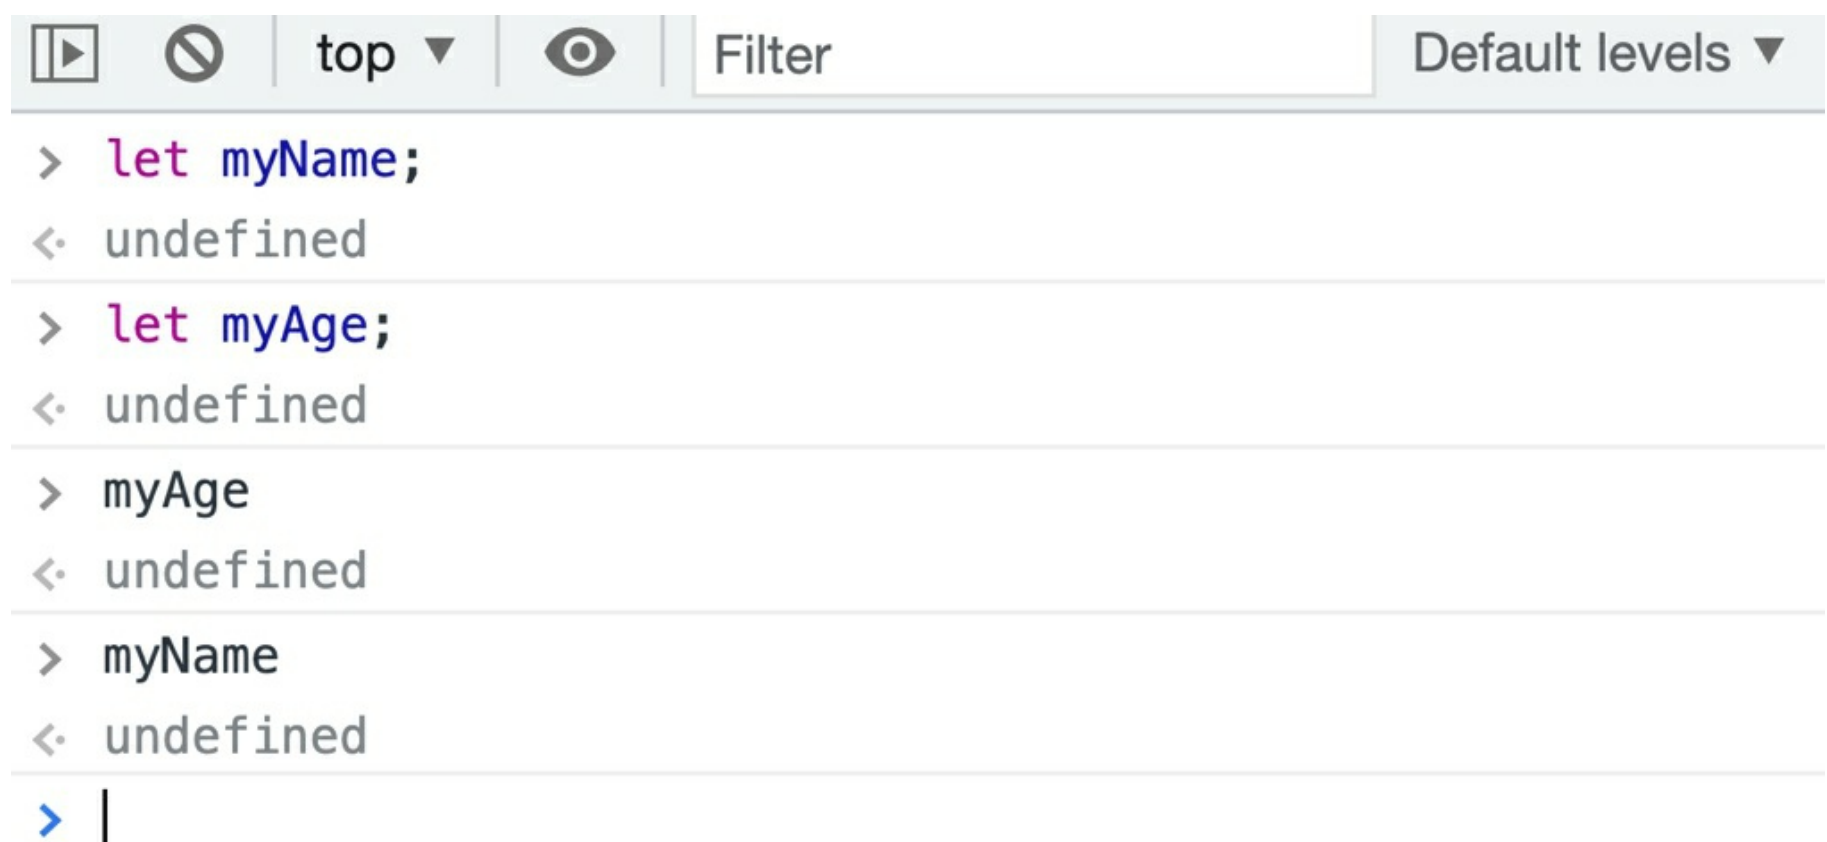 top ▼ Filter Default levels ▼
> let myName;
<· undefined
> let myAge;
<· undefined
> myAge
<· undefined
> myName
<· undefined
>